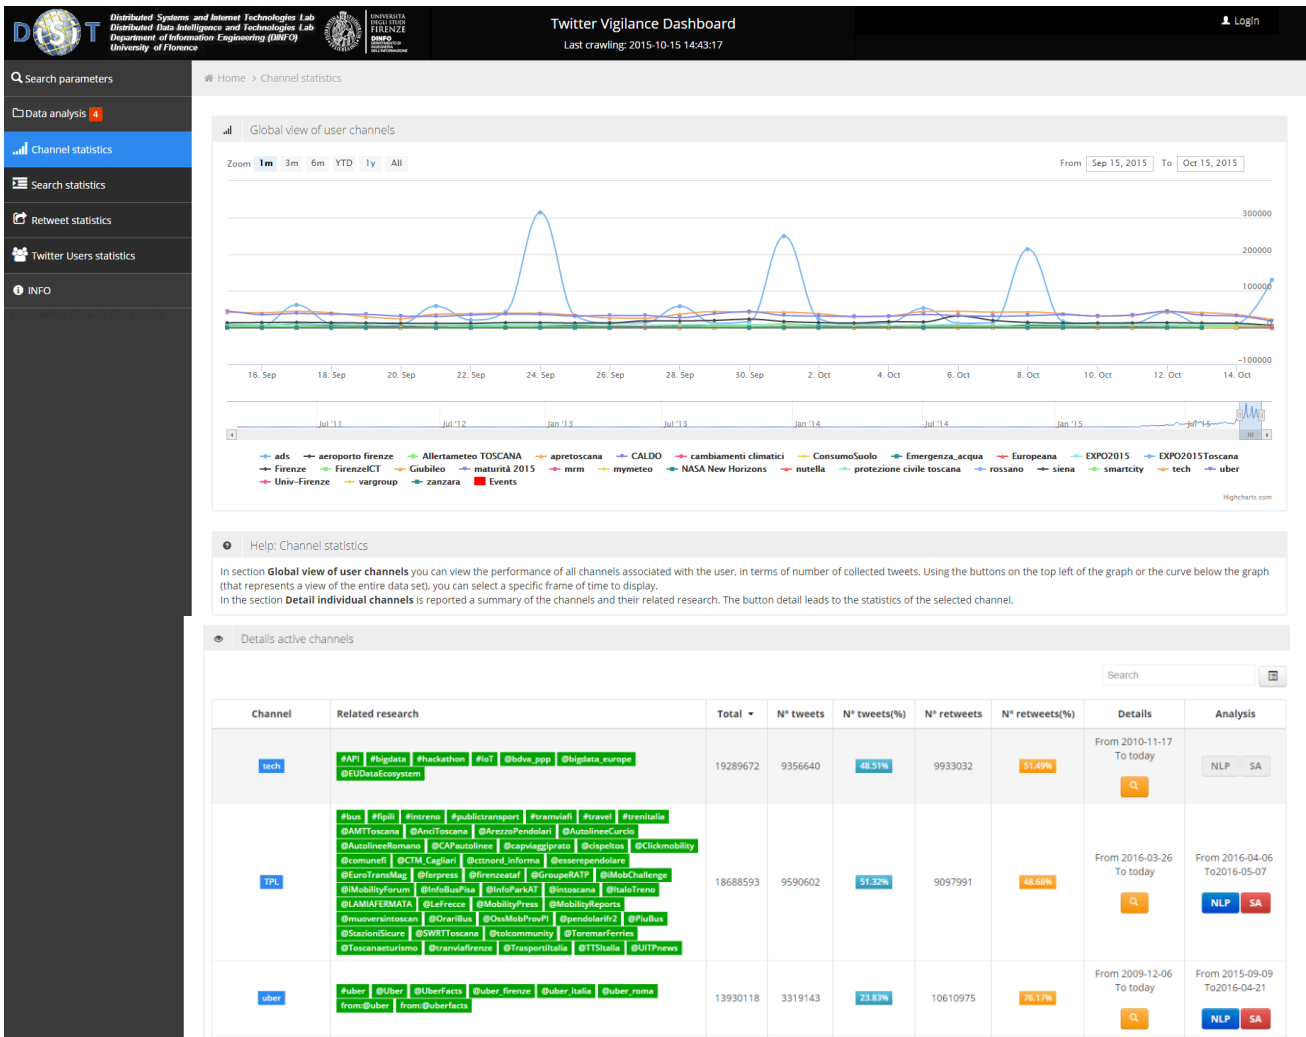 DISIT
Distributed Systems and Internet Technologies Lab
Distributed Data Intelligence and Technologies Lab
Department of Information Engineering (DINFO)
University of Florence
UNIVERSITÀ
DEGLI STUDI
FIRENZE
DINFO
DIPARTIMENTO DI
INGEGNERIA
DELL'INFORMAZIONE
Twitter Vigilance Dashboard
Last crawling: 2015-10-15 14:43:17
Login
Search parameters
Data analysis 4
Channel statistics
Search statistics
Retweet statistics
Twitter Users statistics
INFO
Last crawling: 2015-10-15 14:43:17
Home > Channel statistics
Global view of user channels
Zoom 1m 3m 6m YTD 1y All
From Sep 15, 2015 To Oct 15, 2015
300000
200000
100000
-100000
16. Sep 18. Sep 20. Sep 22. Sep 24. Sep 26. Sep 28. Sep 30. Sep 2. Oct 4. Oct 6. Oct 8. Oct 10. Oct 12. Oct 14. Oct
Jul '11 Jul '12 Jan '13 Jul '13 Jan '14 Jul '14 Jan '15 Jul '15
ads aeroporto firenze Allertameteo TOSCANA apretoscana CALDO cambiamenti climatici ConsumoSuolo Emergenza_acqua Europeana EXPO2015 EXPO2015Toscana
Firenze FirenzeICT Giubileo maturità 2015 mrm mymeteo NASA New Horizons nutella protezione civile toscana rossano siena smartcity tech uber
Univ-Firenze vargroup zanzara Events
Highcharts.com
Help: Channel statistics
In section Global view of user channels you can view the performance of all channels associated with the user, in terms of number of collected tweets. Using the buttons on the top left of the graph or the curve below the graph
(that represents a view of the entire data set), you can select a specific frame of time to display.
In the section Detail individual channels is reported a summary of the channels and their related research. The button detail leads to the statistics of the selected channel.
Details active channels
Search
Channel Related research Total N° tweets N° tweets(%) N° retweets N° retweets(%) Details Analysis
tech
#API #bigdata #hackathon #IoT @bdva_ppp @bigdata_europe
@EUDataEcosystem
19289672 9356640 48.51% 9933032 51.49%
From 2010-11-17
To today
NLP SA
TPL
#bus #fipili #intreno #publictransport #tramviafi #travel #trenitalia
@AMTToscana @AnciToscana @ArezzoPendolari @AutolineeCurcio
@AutolineeRomano @CAPautolinee @capviaggiprato @cispeltos @Clickmobility
@comunefi @CTM_Cagliari @cttnord_informa @esserependolare
@EuroTransMag @ferpress @firenzeataf @GroupeRATP @iMobChallenge
@iMobilityForum @InfoBusPisa @InfoParkAT @intoscana @ItaloTreno
@LAMIAFERMATA @LeFrecce @MobilityPress @MobilityReports
@muoversintoscan @OrariBus @OssMobProvPI @pendolarifr2 @PiuBus
@StazioniSicure @SWRTToscana @tolcommunity @ToremarFerries
@Toscanaeturismo @tranviafirenze @TrasportiItalia @TTSItalia @UITPnews
18688593 9590602 51.32% 9097991 48.68%
From 2016-03-26
To today
From 2016-04-06
To2016-05-07
NLP SA
uber
#uber @Uber @UberFacts @uber_firenze @uber_italia @uber_roma
from:@uber from:@uberfacts
13930118 3319143 23.83% 10610975 76.17%
From 2009-12-06
To today
From 2015-09-09
To2016-04-21
NLP SA